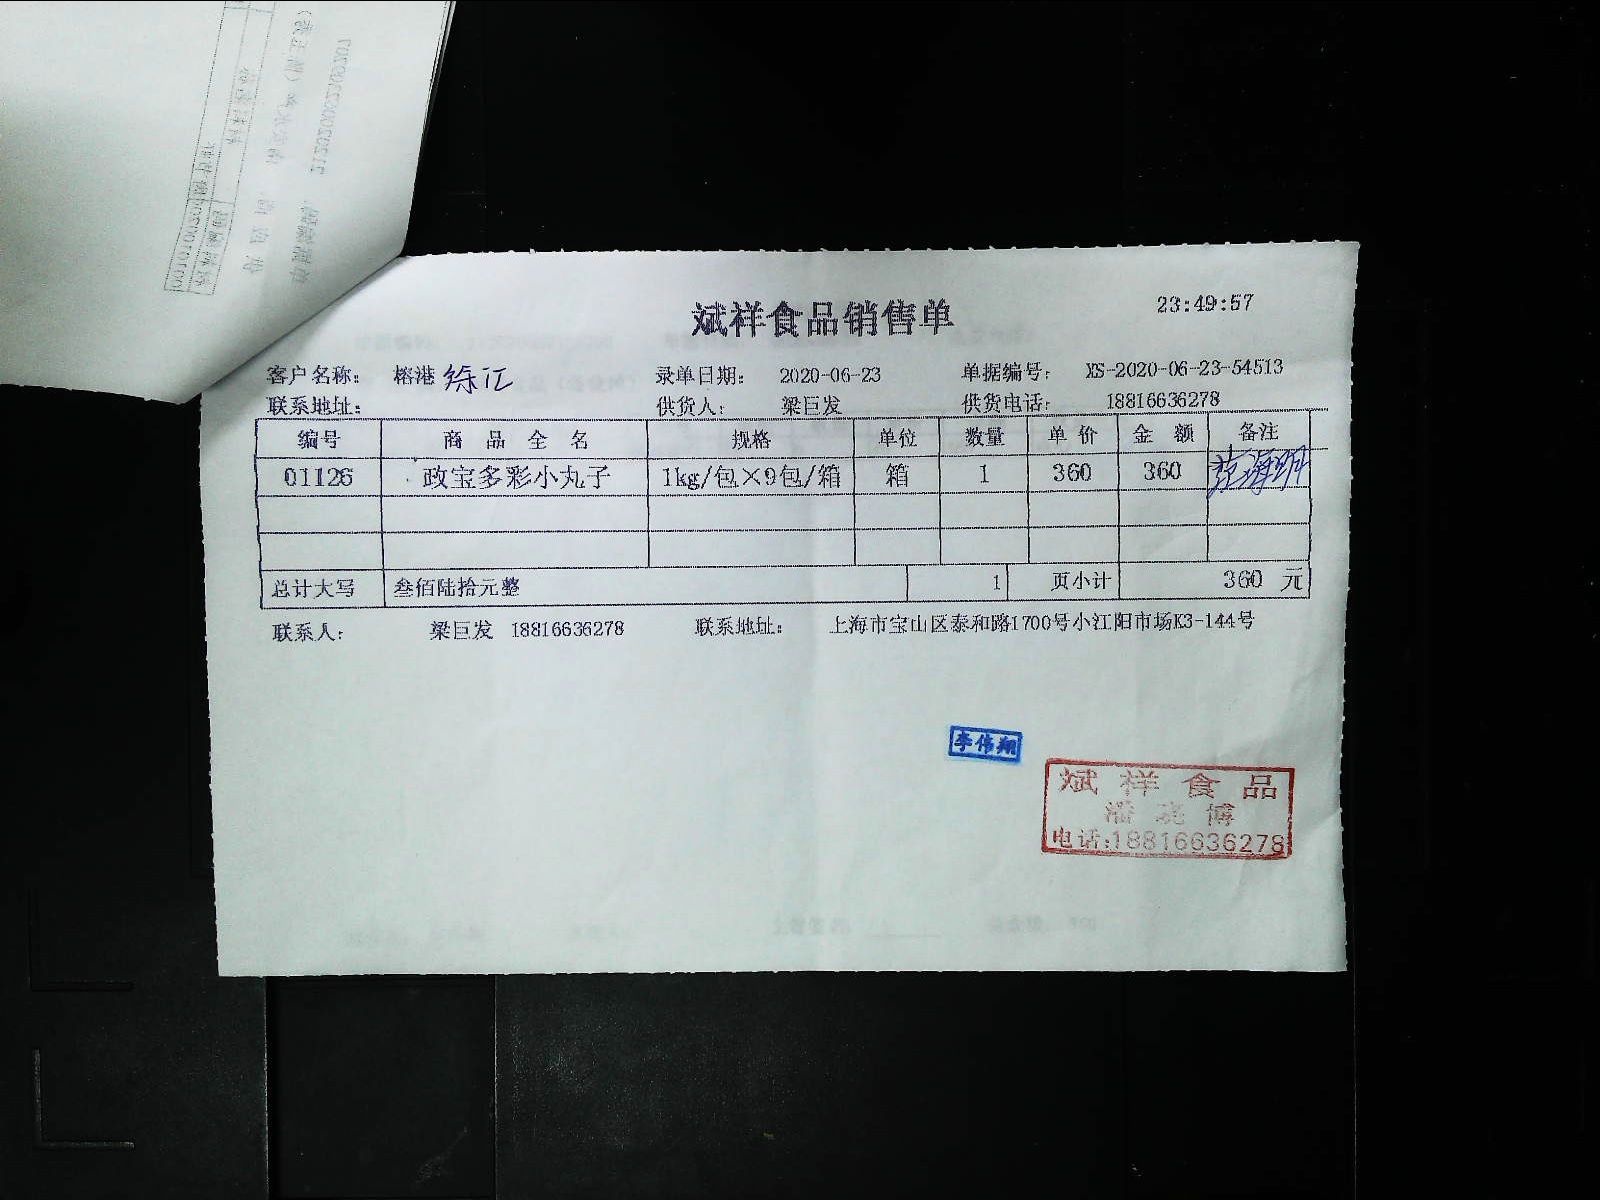 斌祥食品销售单
23:49:57
客户名称: 榕港 徐汇 录单日期: 2020-06-23 单据编号: XS-2020-06-23-54513
联系地址: 供货人: 梁巨发 供货电话: 18816636278
编号 商品全名 规格 单位 数量 单价 金额 备注
01126 政宝多彩小丸子 1kg/包×9包/箱 箱 1 360 360
总计大写 叁佰陆拾元整 1 页小计 360 元
联系人: 梁巨发 18816636278 联系地址: 上海市宝山区泰和路1700号小江阳市场K3-144号
李伟翔
斌祥食品
潘晓博
电话:18816636278